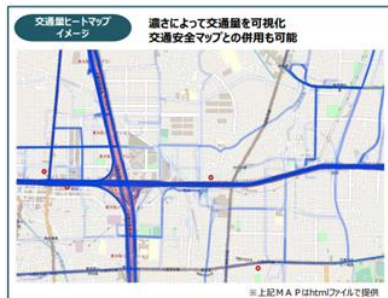 交通量ヒートマップ
イメージ
濃さによって交通量を可視化
交通安全マップとの併用も可能
※上記ＭＡＰはhtmlファイルで提供